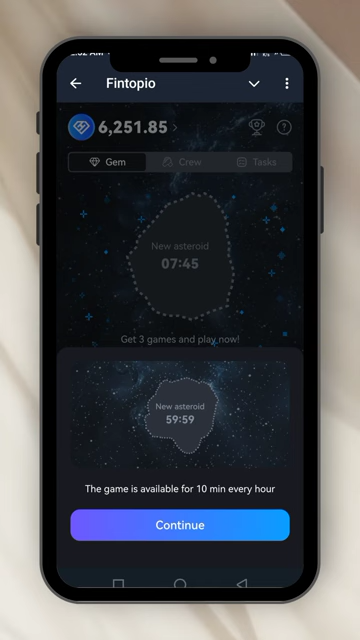 Fintopio
6,251.85
Gem
Crew
Tasks
New asteroid
07:45
Get 3 games and play now!
New asteroid
59:59
The game is available for 10 min every hour
Continue